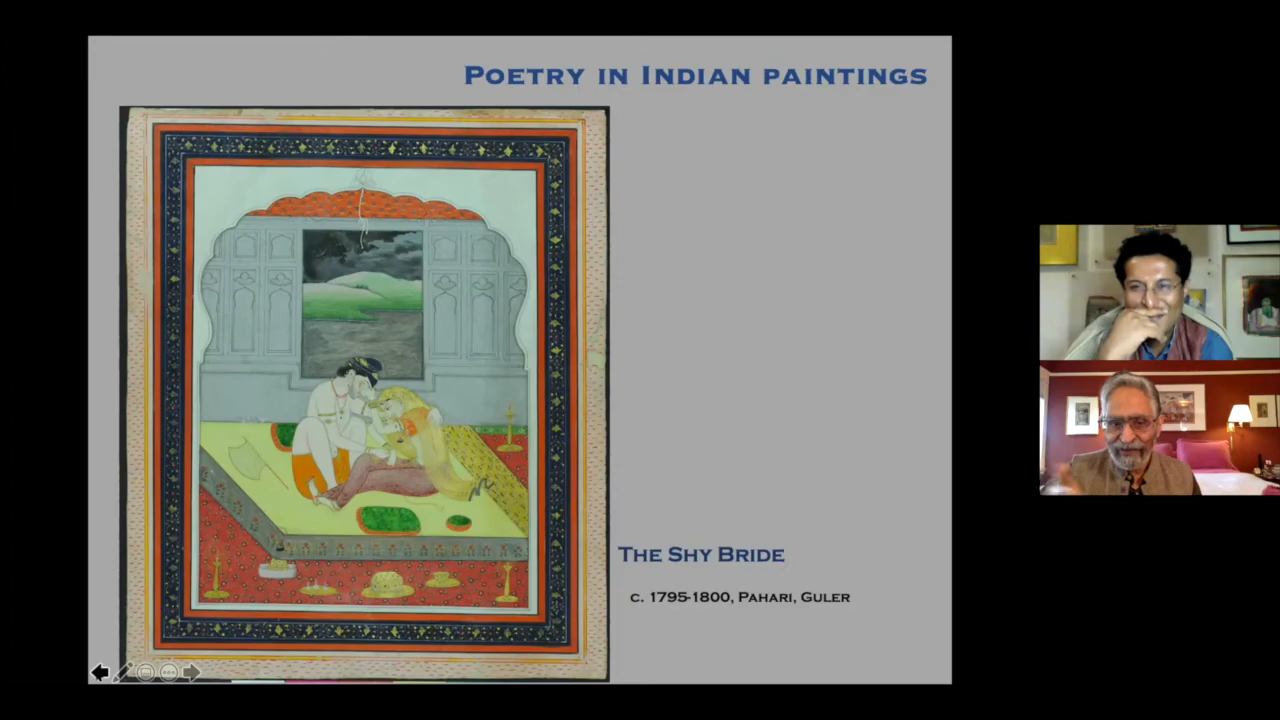 Poetry in Indian paintings
The Shy Bride
c. 1795-1800, Pahari, Guler